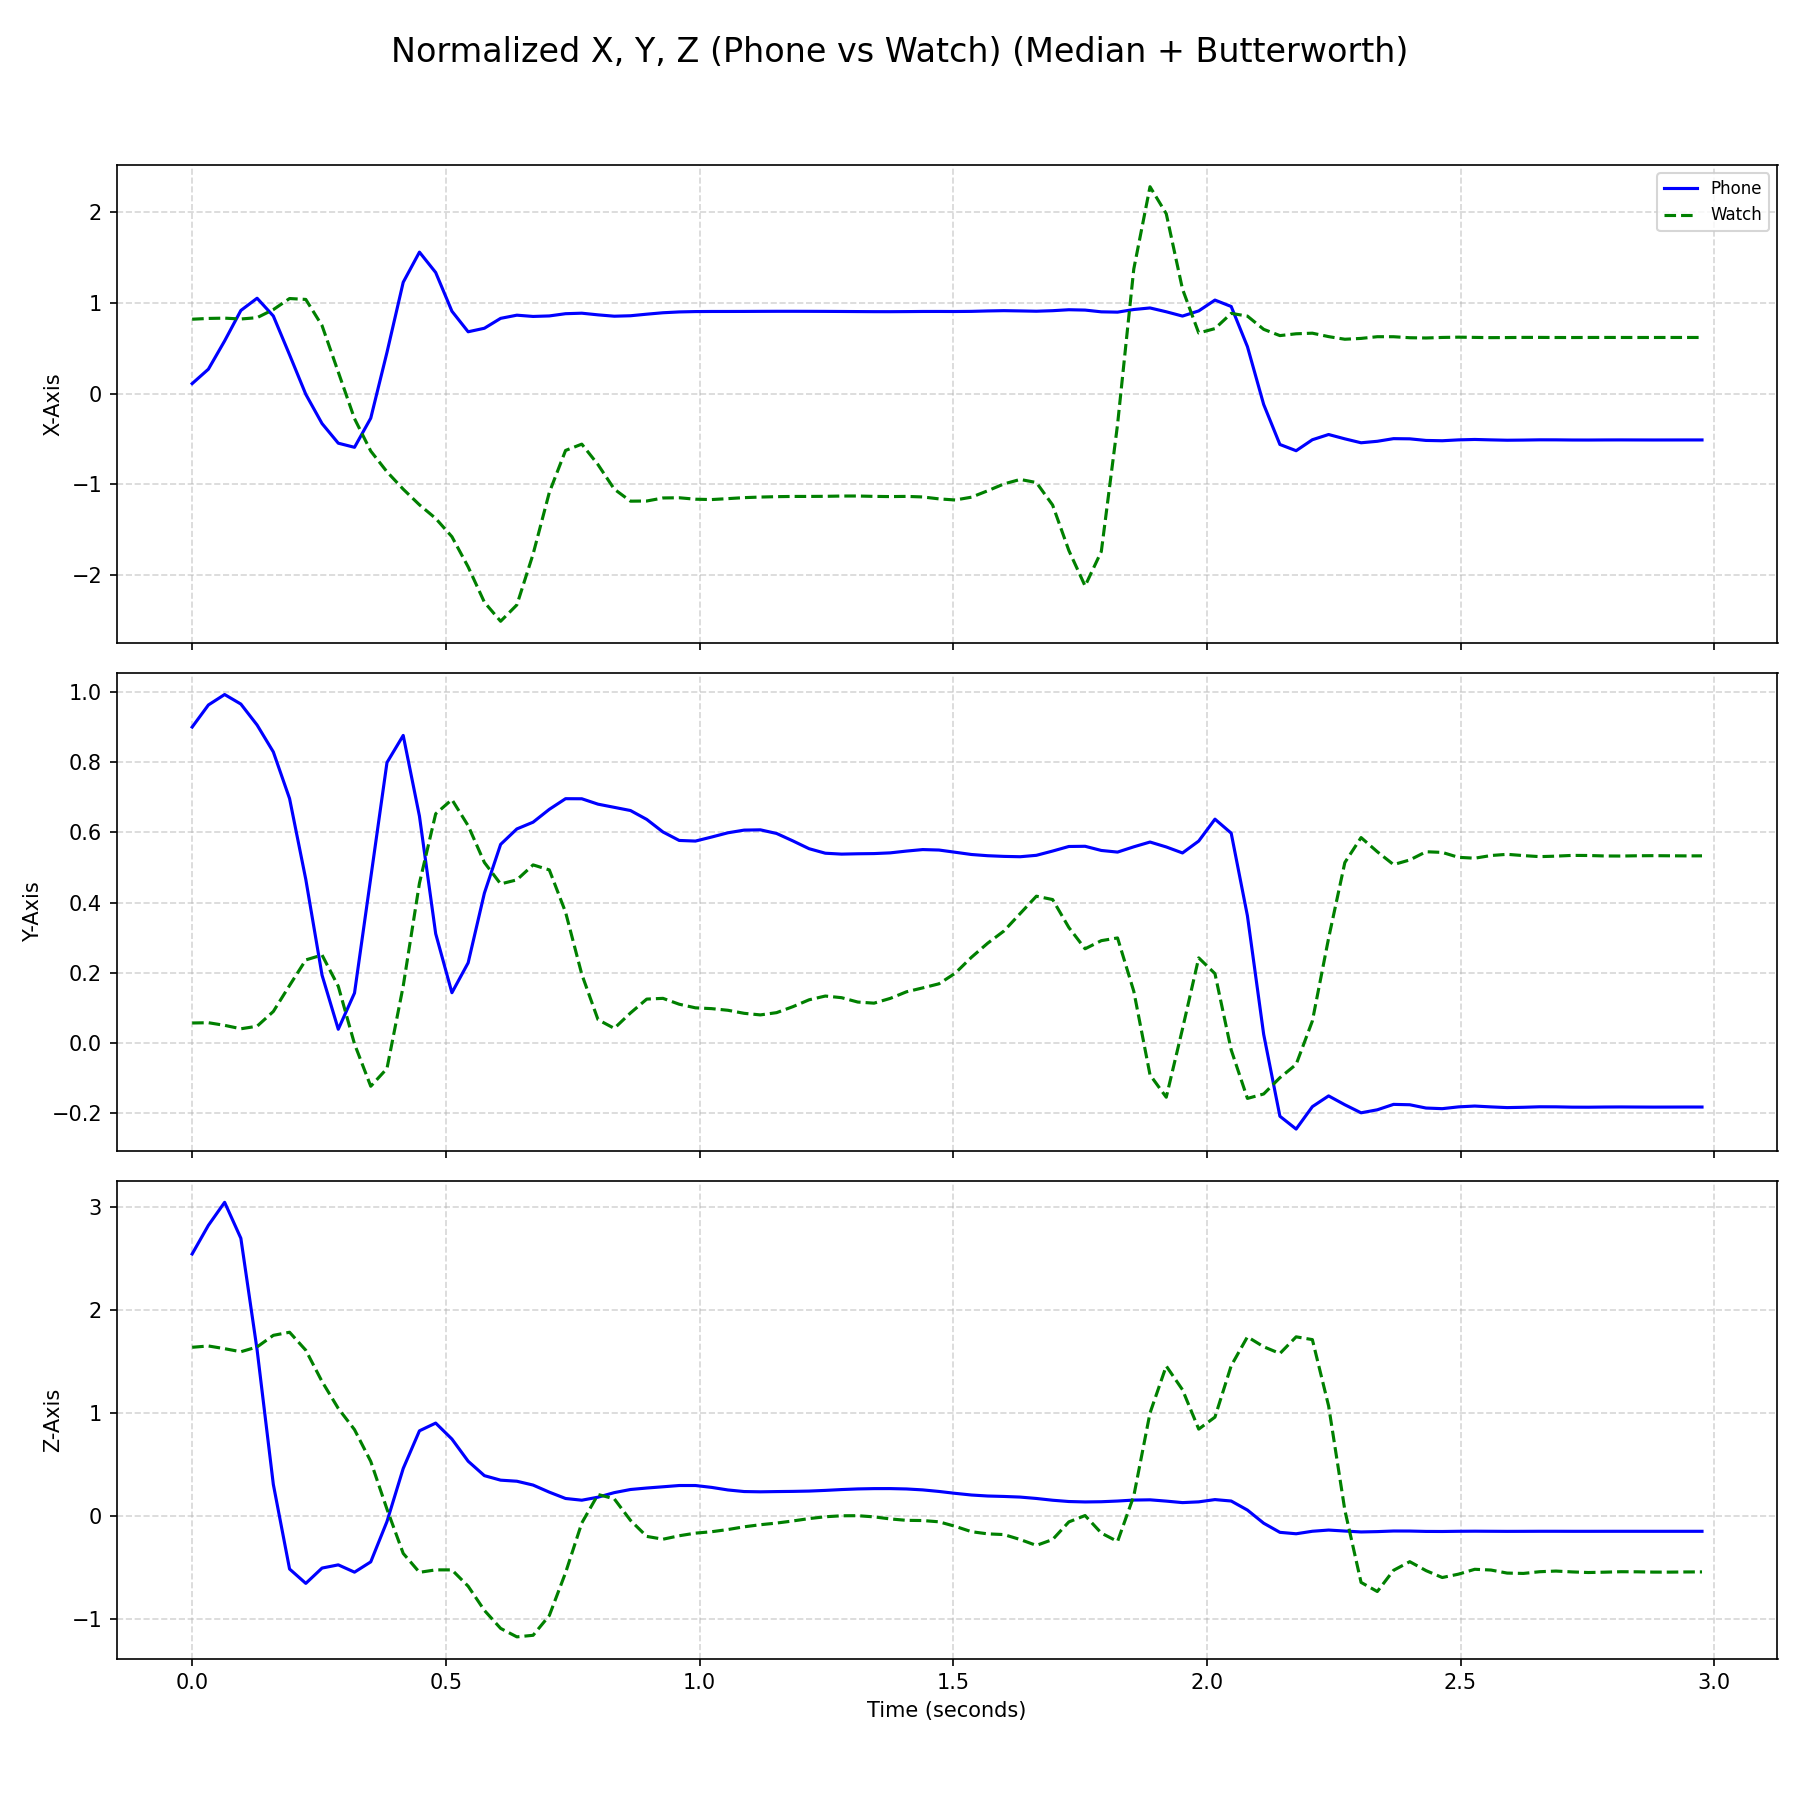 Normalized X, Y, Z (Phone vs Watch) (Median + Butterworth)
Phone
Watch
2
1
0
−1
−2
X-Axis
1.0
0.8
0.6
0.4
0.2
0.0
−0.2
Y-Axis
3
2
1
0
−1
Z-Axis
0.0 0.5 1.0 1.5 2.0 2.5 3.0
Time (seconds)